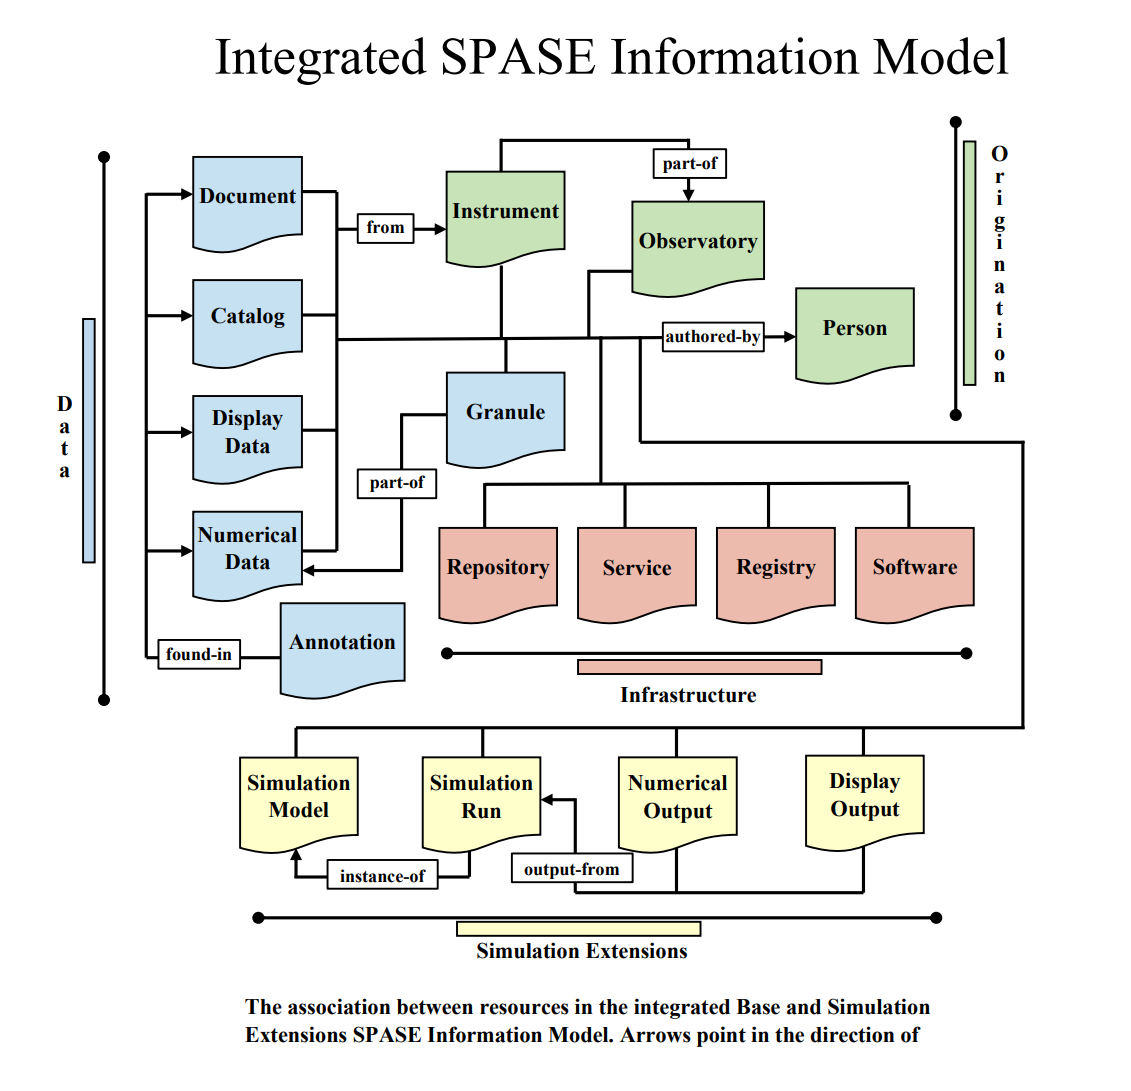 Integrated SPASE Information Model
Document
Catalog
Display
Data
Numerical
Data
Annotation
found-in
Data
from
Instrument
part-of
Observatory
authored-by
Person
Origination
Granule
part-of
Repository
Service
Registry
Software
Infrastructure
Simulation
Model
Simulation
Run
Numerical
Output
Display
Output
instance-of
output-from
Simulation Extensions
The association between resources in the integrated Base and Simulation
Extensions SPASE Information Model. Arrows point in the direction of